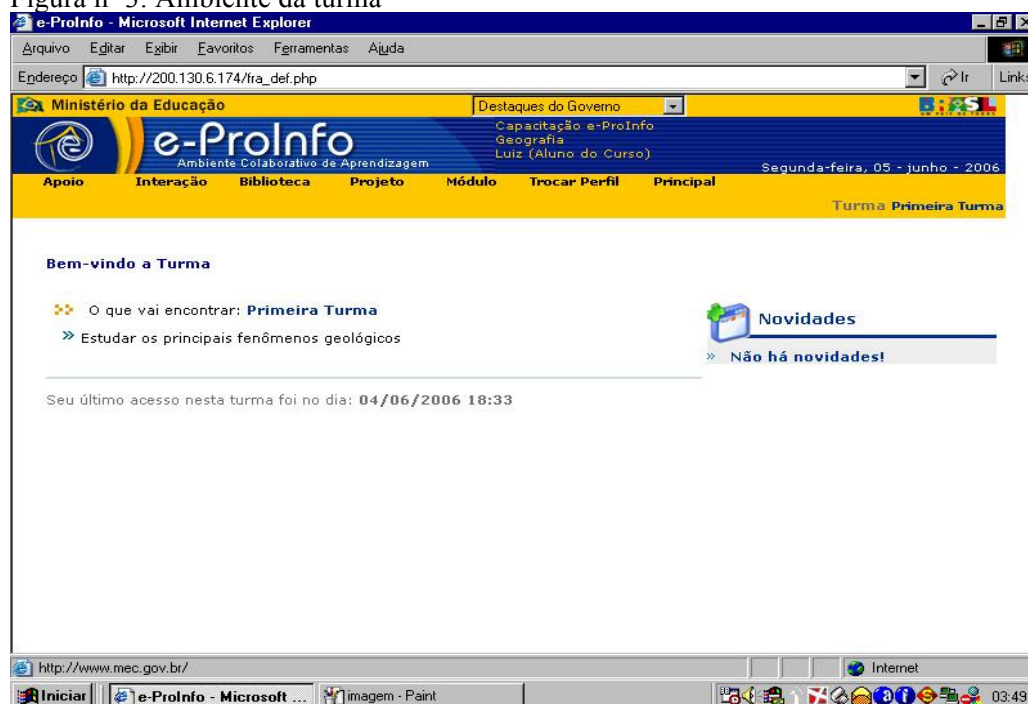 Figura nº 3: Ambiente da turma
e-ProInfo - Microsoft Internet Explorer
Arquivo Editar Exibir Favoritos Ferramentas Ajuda
Endereço http://200.130.6.174/fra_def.php Ir Links
Ministério da Educação Destaques do Governo BRASIL
e-ProInfo
Ambiente Colaborativo de Aprendizagem
Capacitação e-ProInfo
Geografia
Luiz (Aluno do Curso)
Segunda-feira, 05 - junho - 2006
Apoio Interação Biblioteca Projeto Módulo Trocar Perfil Principal
Turma Primeira Turma
Bem-vindo a Turma
O que vai encontrar: Primeira Turma
» Estudar os principais fenômenos geológicos
Novidades
» Não há novidades!
Seu último acesso nesta turma foi no dia: 04/06/2006 18:33
http://www.mec.gov.br/ Internet
Iniciar e-ProInfo - Microsoft ... imagem - Paint 03:49